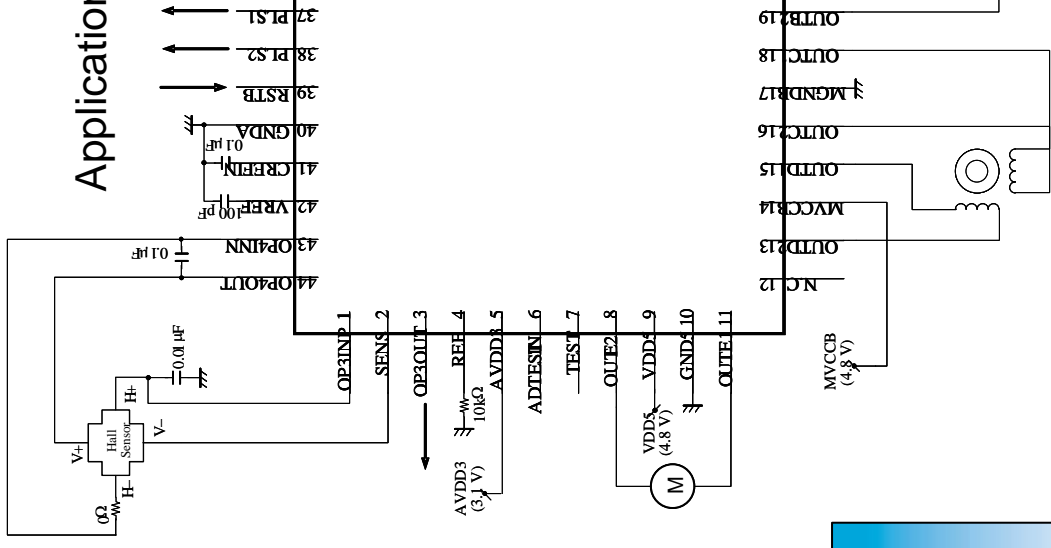 Application
37 PLS1
38 PLS2
39 RSTB
40 GNDA
0.1 μF
41 CREFIN
42 VREF
100 pF
43 OP4INN
0.1 μF
44 OP4OUT
OUTB2 19
OUTC1 18
MGNDB 17
OUTC2 16
OUTD1 15
MVCCB 14
OUTD2 13
N.C. 12
OP3INP 1
SENS 2
OP3OUT 3
REF 4
AVDD3 5
ADTESTIN 6
TEST 7
OUTE2 8
VDD5 9
GND5 10
OUTE1 11
0.01 μF
H+
V+
Hall
Sensor
V−
H−
0Ω
10kΩ
AVDD3
(3.1 V)
VDD5
(4.8 V)
M
MVCCB
(4.8 V)